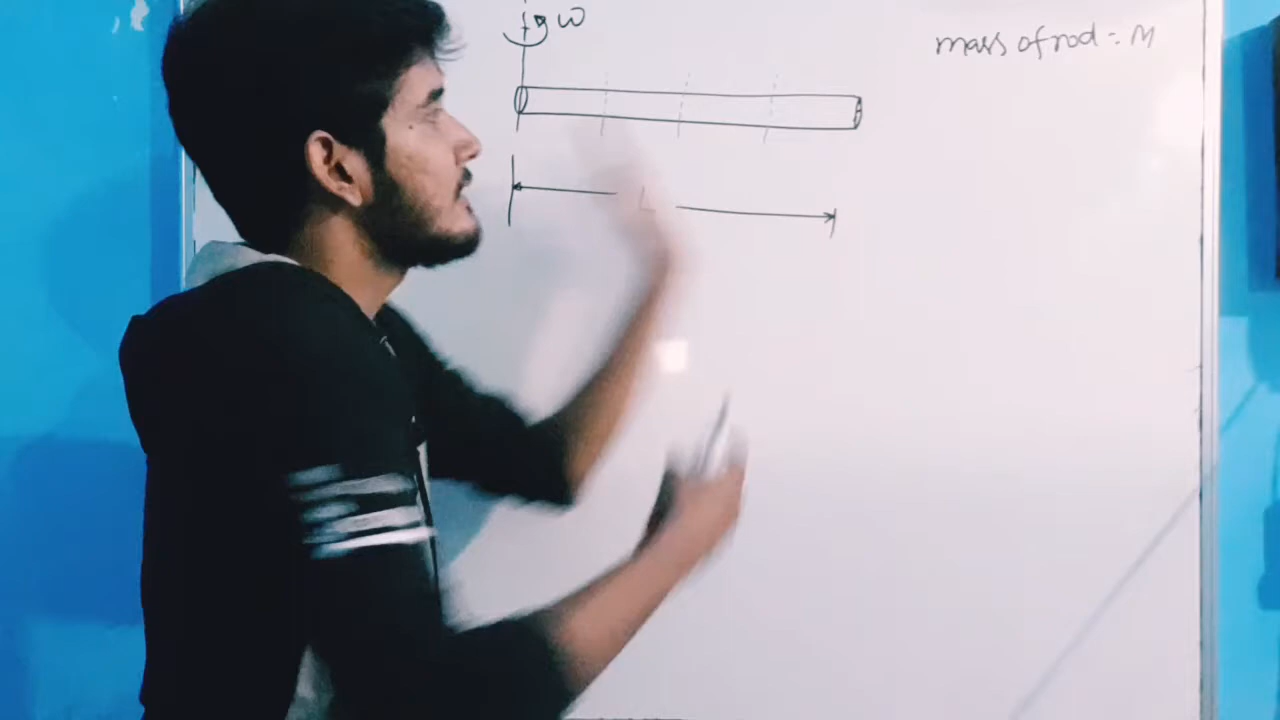 ω
mass of rod = M
L